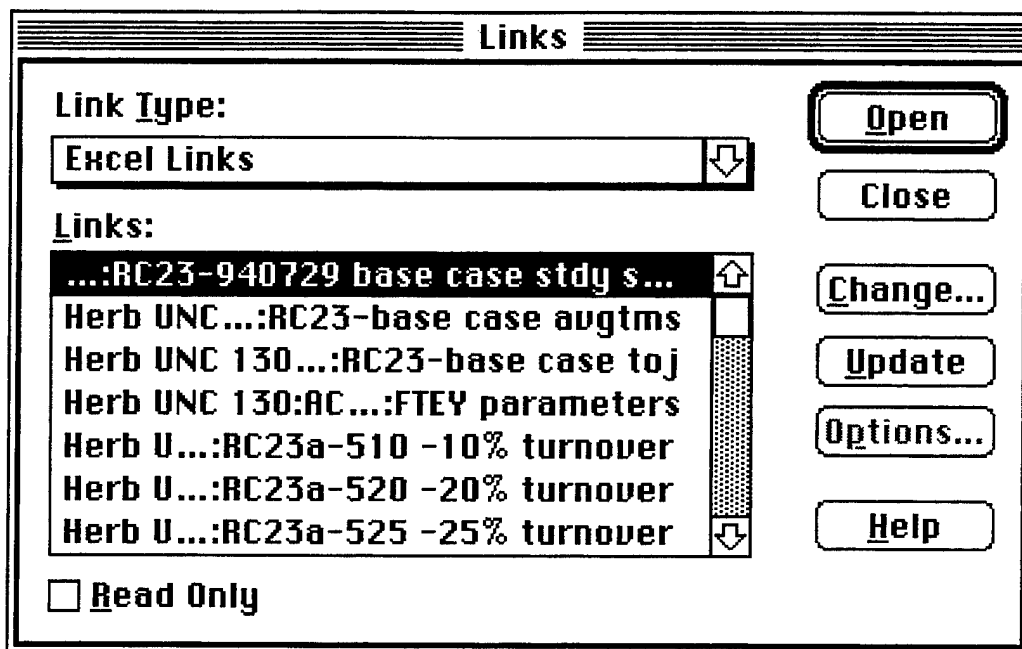 Links
Link Type:
Excel Links
Links:
...:RC23-940729 base case stdy s...
Herb UNC...:RC23-base case avgtms
Herb UNC 130...:RC23-base case toj
Herb UNC 130:AC...:FTEY parameters
Herb U...:RC23a-510 -10% turnover
Herb U...:RC23a-520 -20% turnover
Herb U...:RC23a-525 -25% turnover
Read Only
Open
Close
Change...
Update
Options...
Help